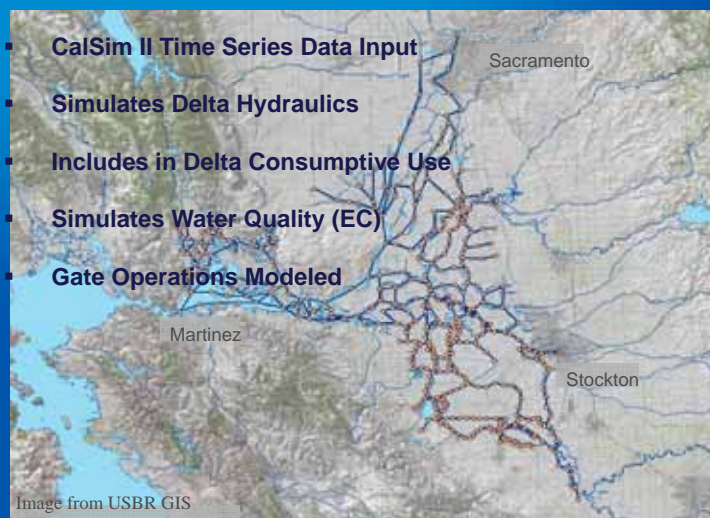 ▪ CalSim II Time Series Data Input
Sacramento
▪ Simulates Delta Hydraulics
▪ Includes in Delta Consumptive Use
▪ Simulates Water Quality (EC)
▪ Gate Operations Modeled
Martinez
Stockton
Image from USBR GIS